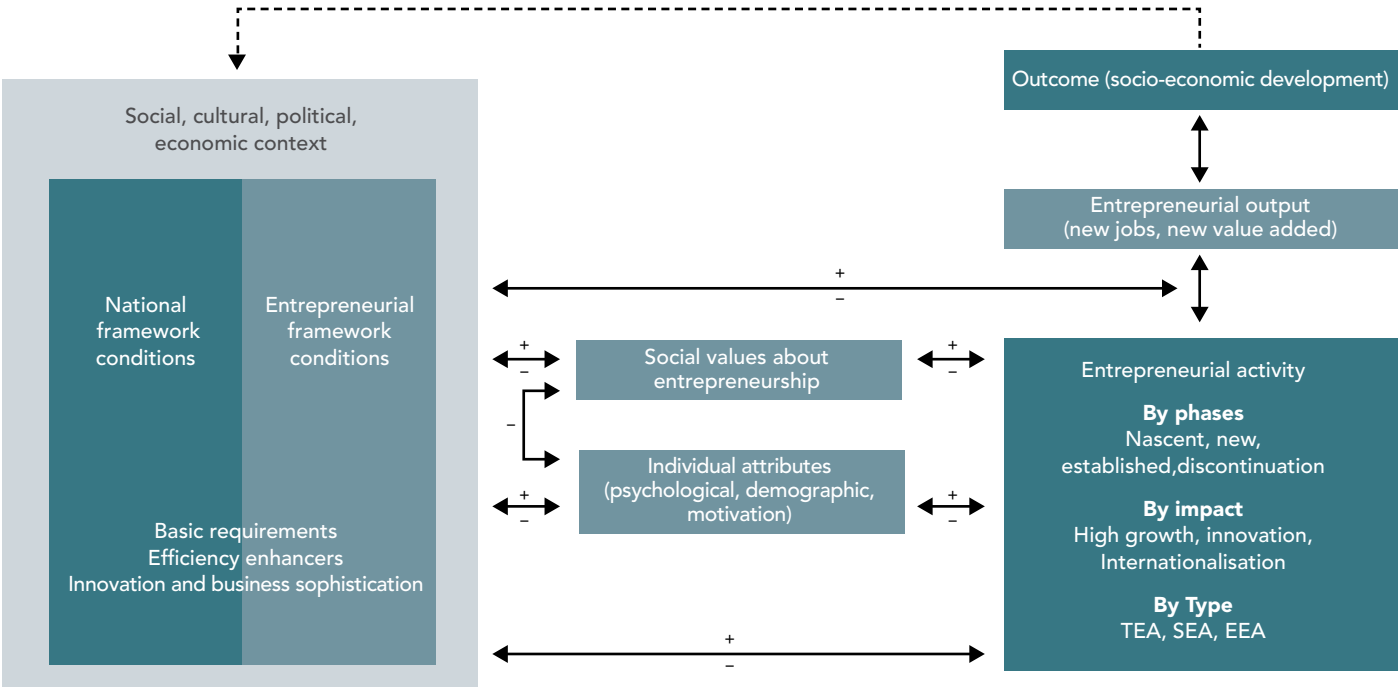 Social, cultural, political,
economic context
National
framework
conditions
Entrepreneurial
framework
conditions
Basic requirements
Efficiency enhancers
Innovation and business sophistication
+
–
+
–
–
+
–
Social values about
entrepreneurship
Individual attributes
(psychological, demographic,
motivation)
+
–
+
–
+
–
Outcome (socio-economic development)
Entrepreneurial output
(new jobs, new value added)
Entrepreneurial activity
By phases
Nascent, new,
established,discontinuation
By impact
High growth, innovation,
Internationalisation
By Type
TEA, SEA, EEA